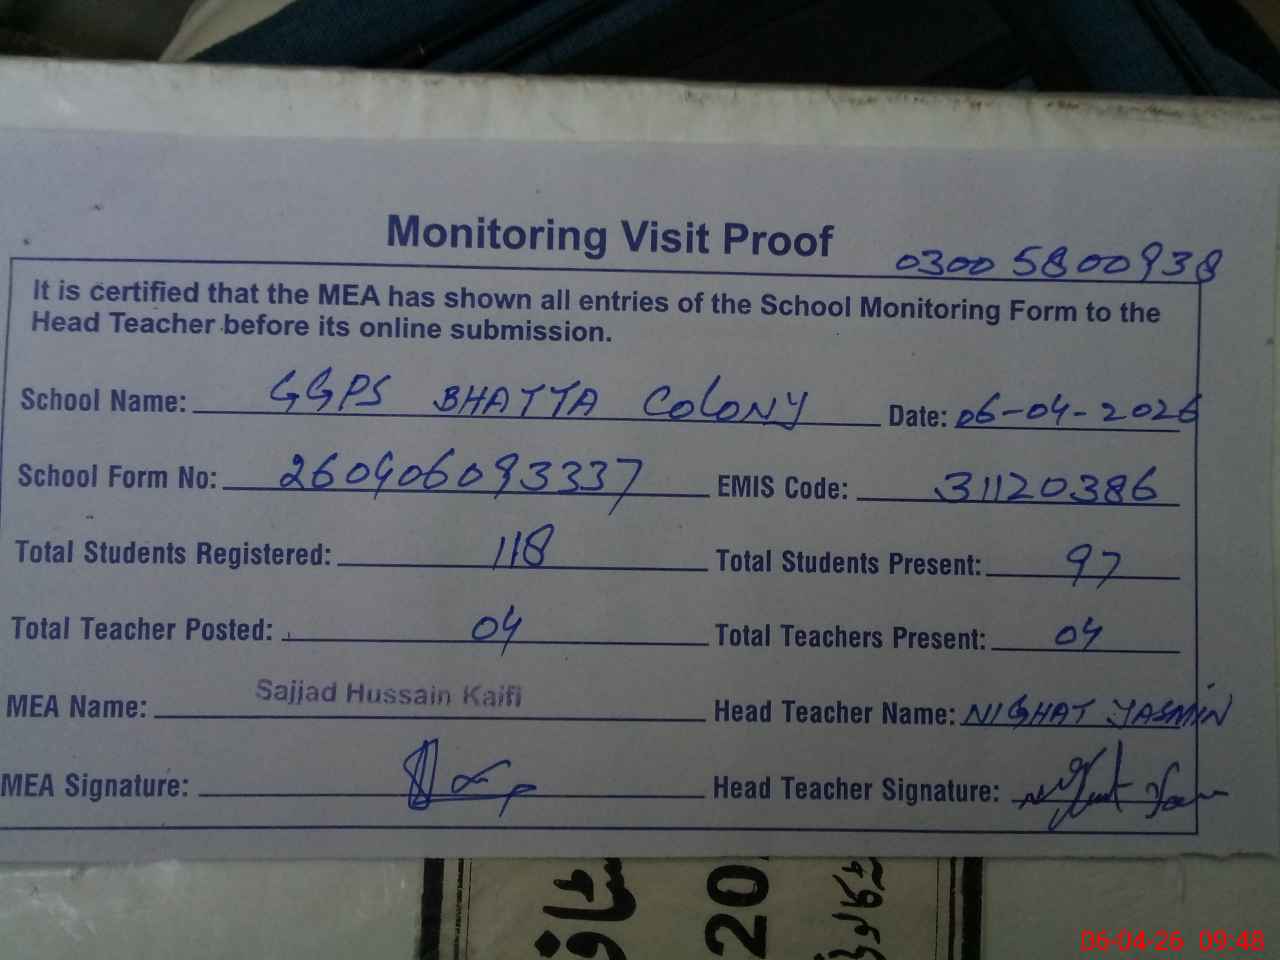 Monitoring Visit Proof
03005800938
It is certified that the MEA has shown all entries of the School Monitoring Form to the
Head Teacher before its online submission.
School Name: GGPS BHATTA COLONY Date: 06-04-2026
School Form No: 260406093337 EMIS Code: 31120386
Total Students Registered: 118 Total Students Present: 97
Total Teacher Posted: 04 Total Teachers Present: 04
MEA Name: Sajjad Hussain Kaifi Head Teacher Name: NIGHAT YASMIN
MEA Signature: Head Teacher Signature:
20
06-04-26 09:48